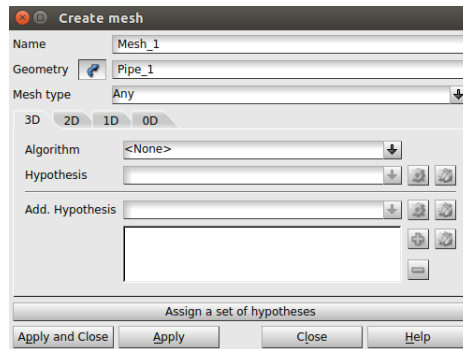 Create mesh
Name Mesh_1
Geometry Pipe_1
Mesh type Any
3D 2D 1D 0D
Algorithm <None>
Hypothesis
Add. Hypothesis
Assign a set of hypotheses
Apply and Close Apply Close Help